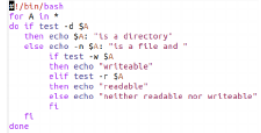 #!/bin/bash
for A in *
do if test -d $A
then echo $A: "is a directory"
else echo -n $A: "is a file and "
if test -w $A
then echo "writeable"
elif test -r $A
then echo "readable"
else echo "neither readable nor writeable"
fi
fi
done